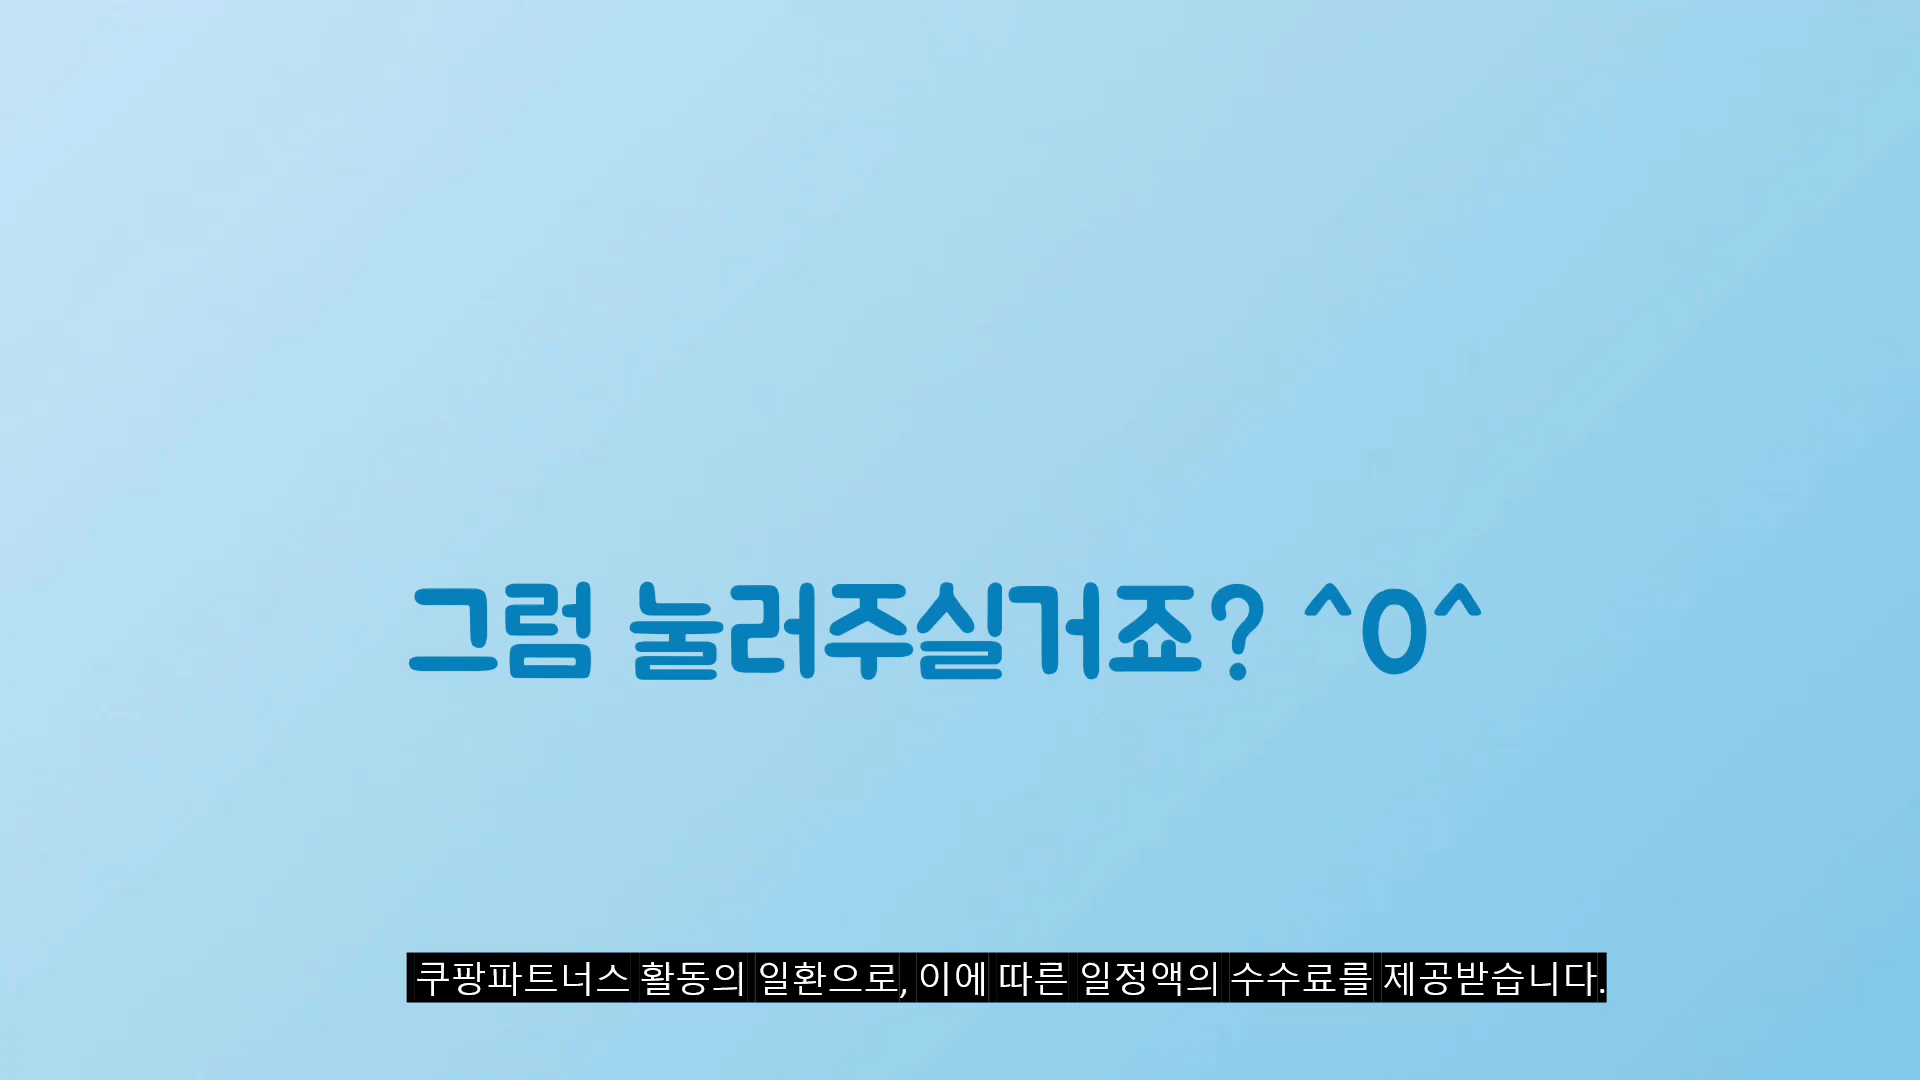 그럼 눌러주실거죠? ^0^
쿠팡파트너스 활동의 일환으로, 이에 따른 일정액의 수수료를 제공받습니다.